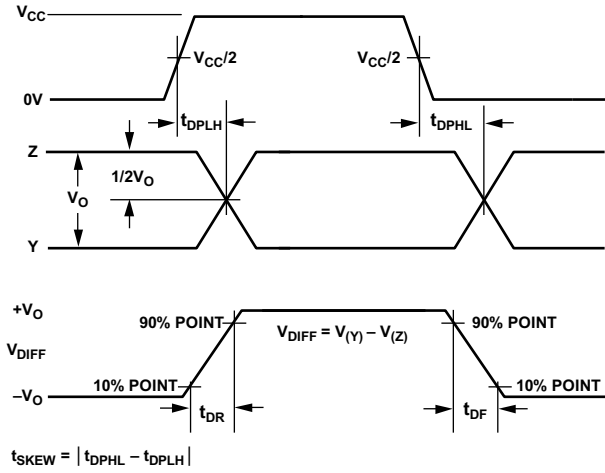 VCC
VCC/2
VCC/2
0V
tDPLH
tDPHL
Z
1/2VO
VO
Y
+VO
90% POINT
VDIFF = V(Y) – V(Z)
90% POINT
VDIFF
10% POINT
10% POINT
–VO
tDR
tDF
tSKEW = |tDPHL – tDPLH|